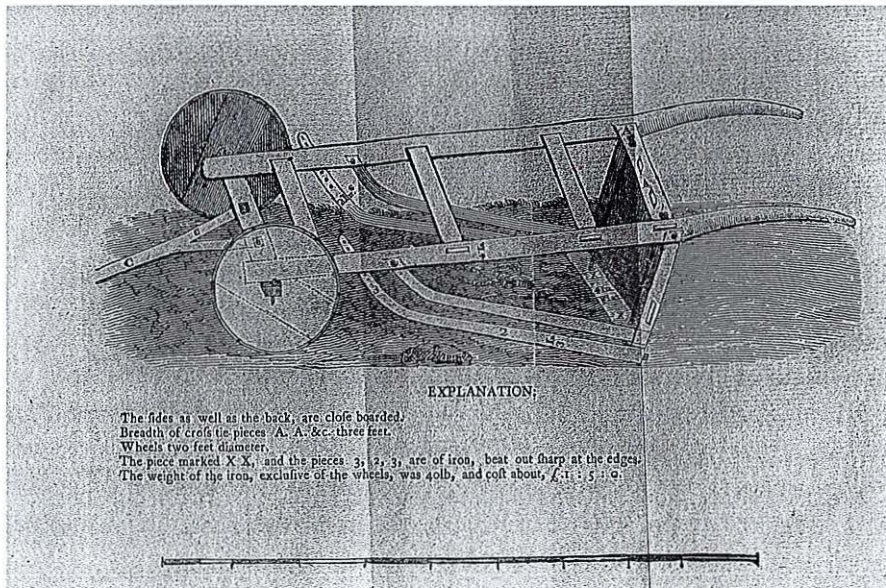 EXPLANATION;
The ſides as well as the back, are cloſe boarded.
Breadth of croſs tie pieces A. A. &c. three feet.
Wheels two feet diameter.
The piece marked X X, and the pieces 3, 2, 3, are of iron, beat out ſharp at the edges.
The weight of the iron, excluſive of the wheels, was 40lb, and coſt about, £.1 : 5 : 0.